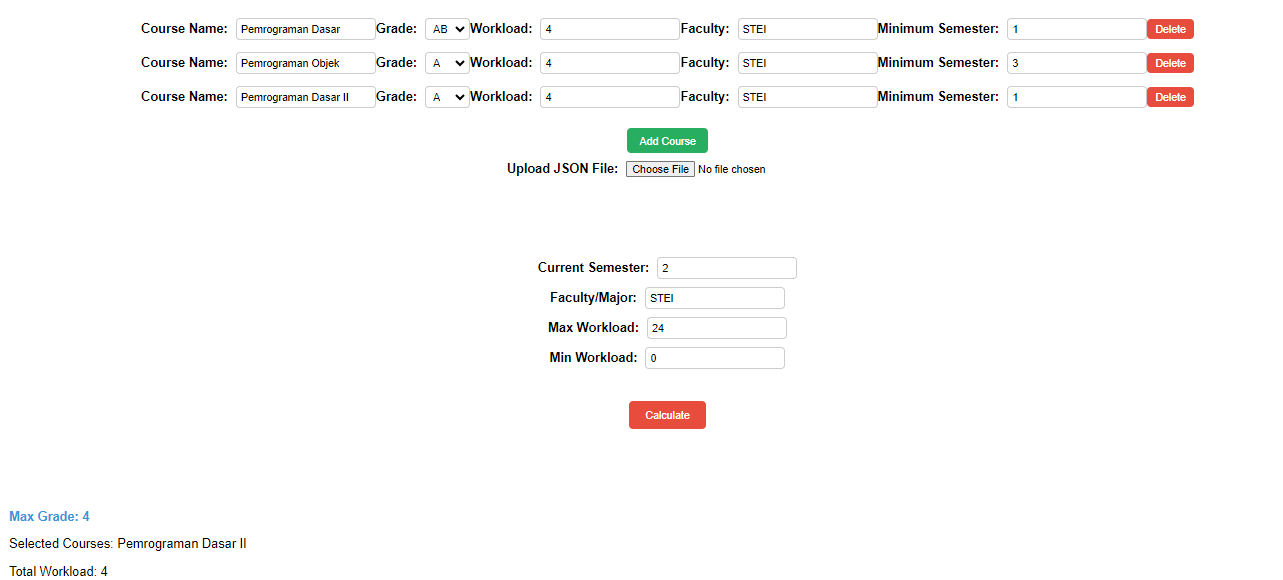 Course Name: Pemrograman Dasar Grade: AB Workload: 4 Faculty: STEI Minimum Semester: 1 Delete
Course Name: Pemrograman Objek Grade: A Workload: 4 Faculty: STEI Minimum Semester: 3 Delete
Course Name: Pemrograman Dasar II Grade: A Workload: 4 Faculty: STEI Minimum Semester: 1 Delete
Add Course
Upload JSON File: Choose File No file chosen
Current Semester: 2
Faculty/Major: STEI
Max Workload: 24
Min Workload: 0
Calculate
Max Grade: 4
Selected Courses: Pemrograman Dasar II
Total Workload: 4